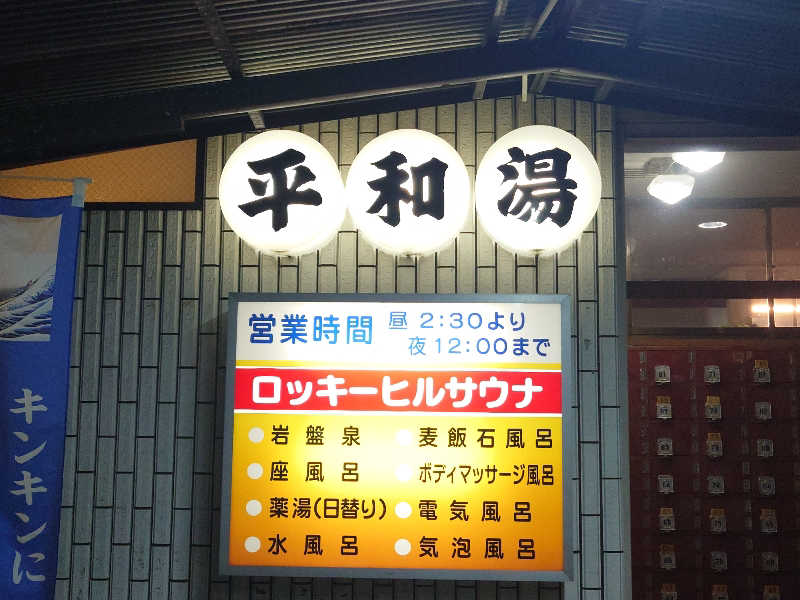 平和湯
営業時間 昼 2:30より
夜 12:00まで
ロッキーヒルサウナ
岩盤泉
麦飯石風呂
座風呂
ボディマッサージ風呂
薬湯(日替り)
電気風呂
水風呂
気泡風呂
キンキンに